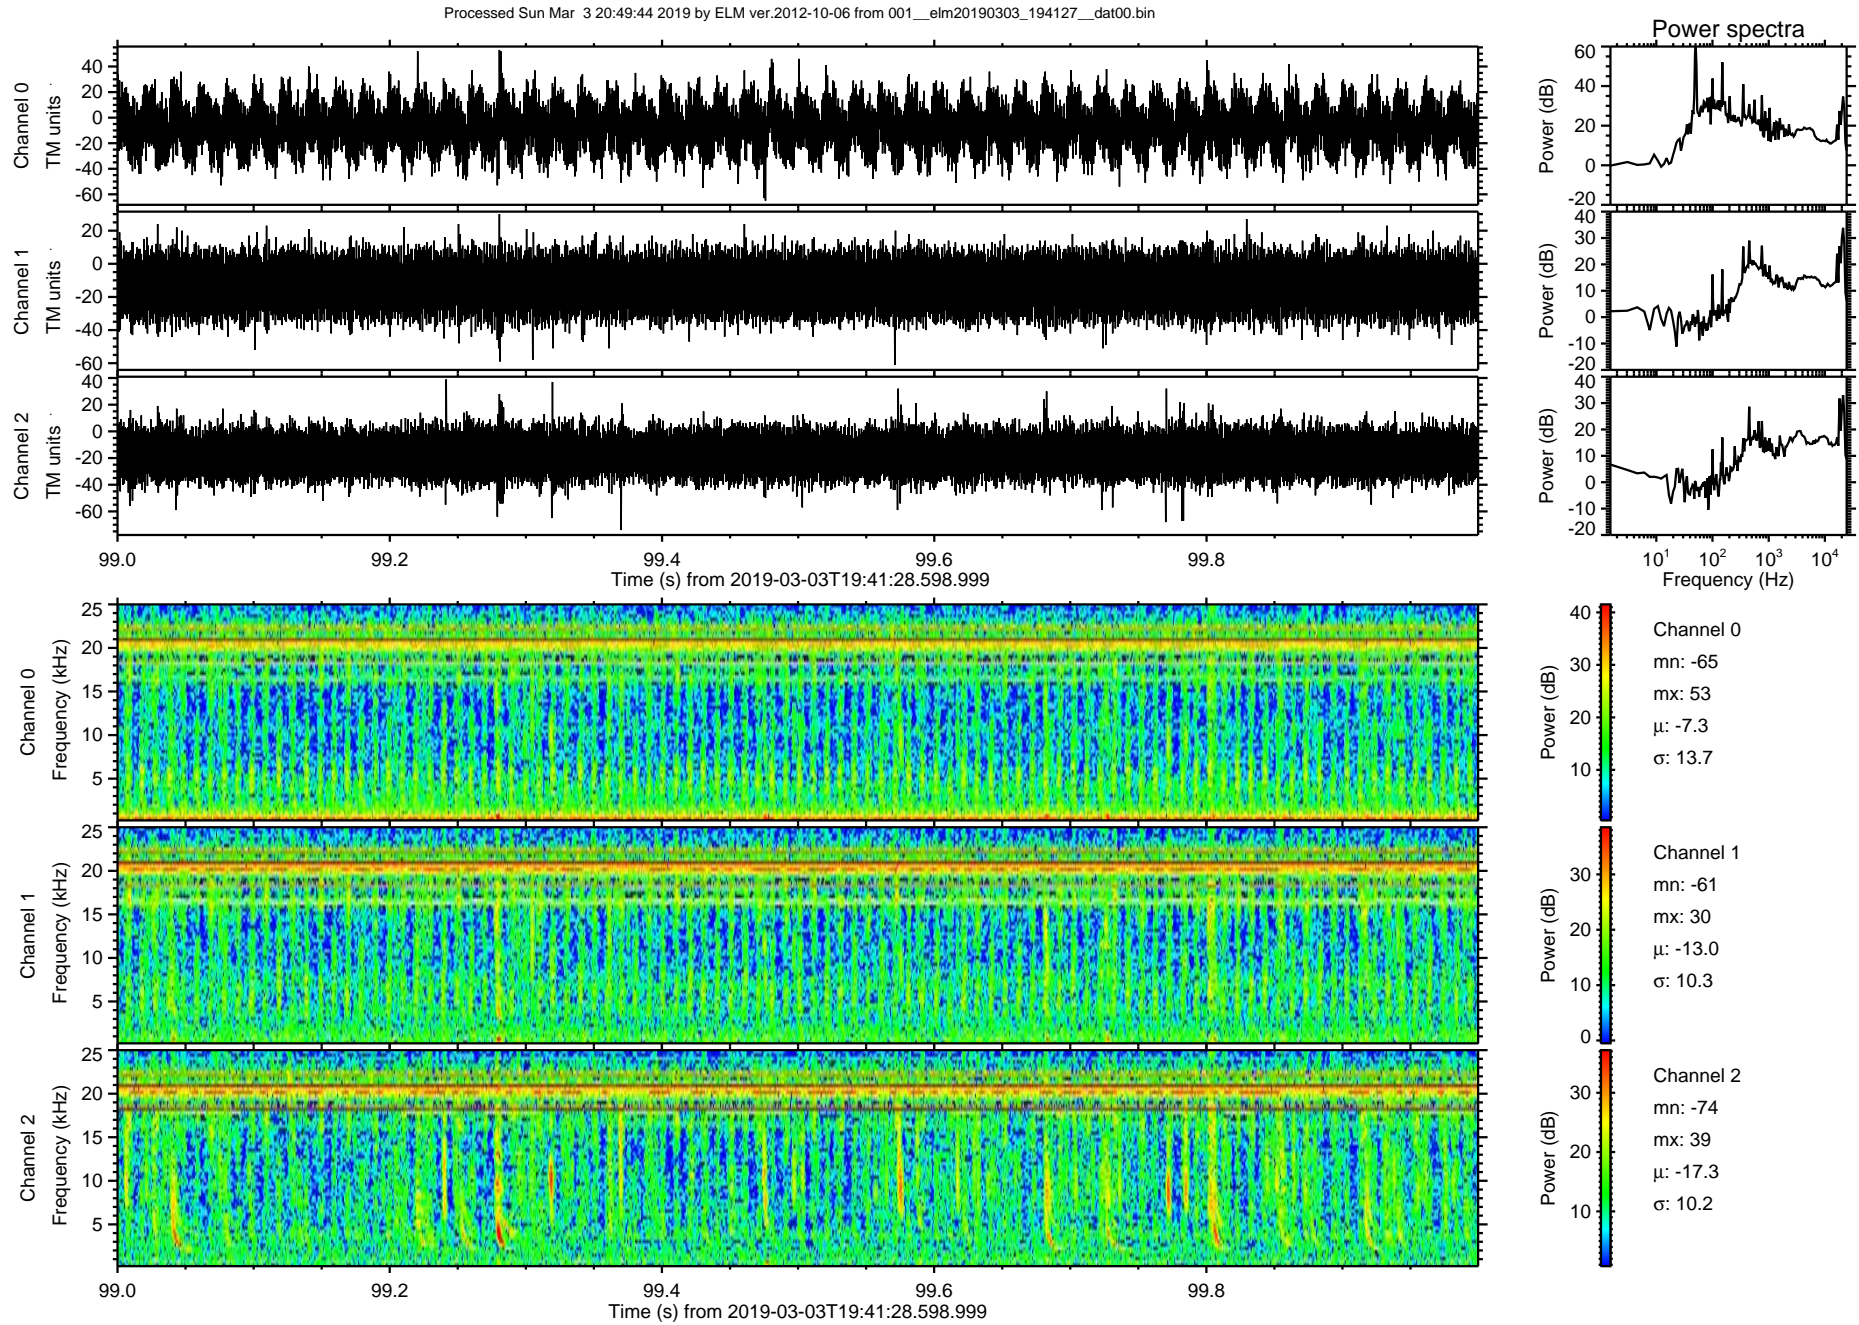 Processed Sun Mar  3 20:49:44 2019 by ELM ver.2012-10-06 from 001__elm20190303_194127__dat00.bin
Power spectra
Channel 0
TM units
40
20
0
-20
-40
-60
Power (dB)
60
40
20
0
-20
Channel 1
TM units
20
0
-20
-40
-60
Power (dB)
40
30
20
10
0
-10
-20
Channel 2
TM units
40
20
0
-20
-40
-60
Power (dB)
40
30
20
10
0
-10
-20
99.0 99.2 99.4 99.6 99.8
Time (s) from 2019-03-03T19:41:28.598.999
10¹ 10² 10³ 10⁴
Frequency (Hz)
Channel 0
Frequency (kHz)
25
20
15
10
5
Power (dB)
40
30
20
10
Channel 0
mn: -65
mx: 53
μ: -7.3
σ: 13.7
Channel 1
Frequency (kHz)
25
20
15
10
5
Power (dB)
30
20
10
0
Channel 1
mn: -61
mx: 30
μ: -13.0
σ: 10.3
Channel 2
Frequency (kHz)
25
20
15
10
5
Power (dB)
30
20
10
Channel 2
mn: -74
mx: 39
μ: -17.3
σ: 10.2
99.0 99.2 99.4 99.6 99.8
Time (s) from 2019-03-03T19:41:28.598.999